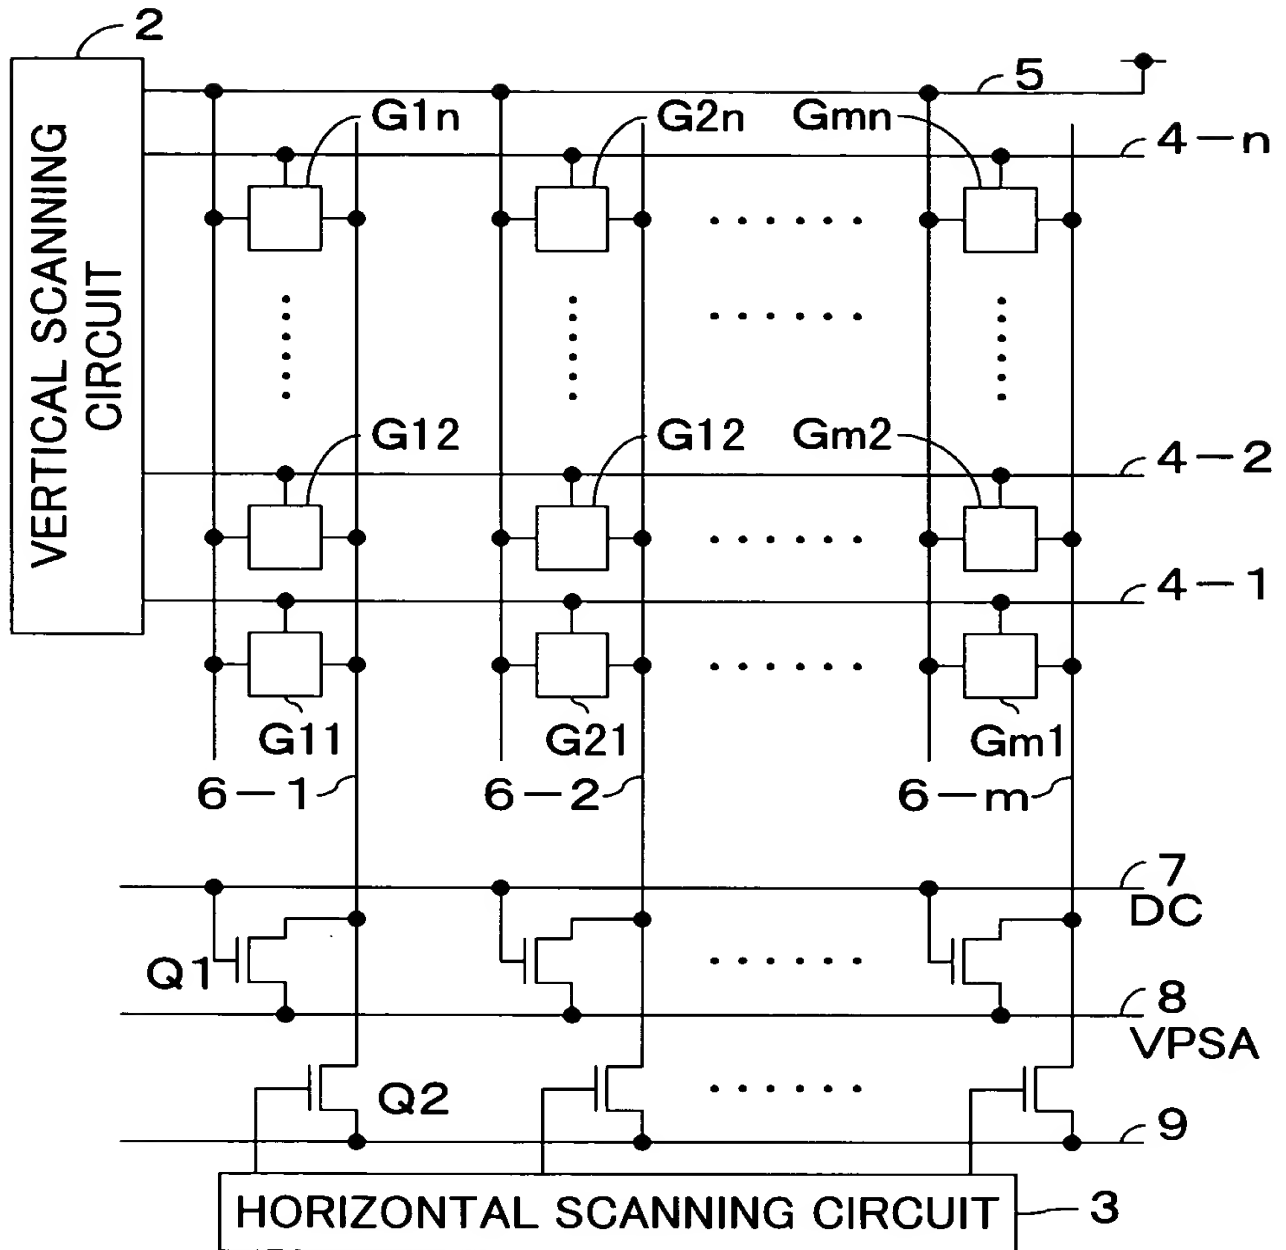 2
5
G1n
G2n
Gmn
4-n
VERTICAL SCANNING
CIRCUIT
G12
G12
Gm2
4-2
4-1
G11
G21
Gm1
6-1
6-2
6-m
7
DC
Q1
8
VPSA
Q2
9
HORIZONTAL SCANNING CIRCUIT
3